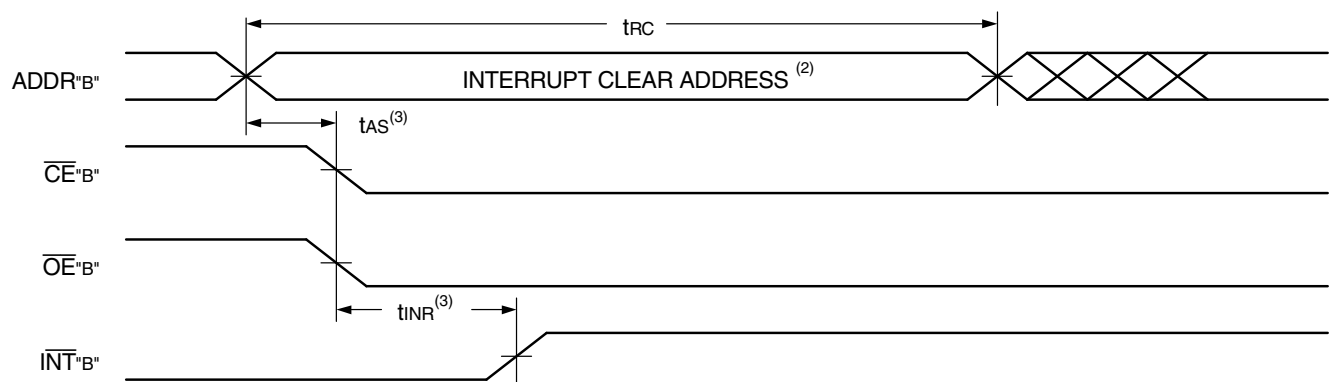 tRC
ADDR"B"
INTERRUPT CLEAR ADDRESS (2)
tAS(3)
CE"B"
OE"B"
tINR(3)
INT"B"